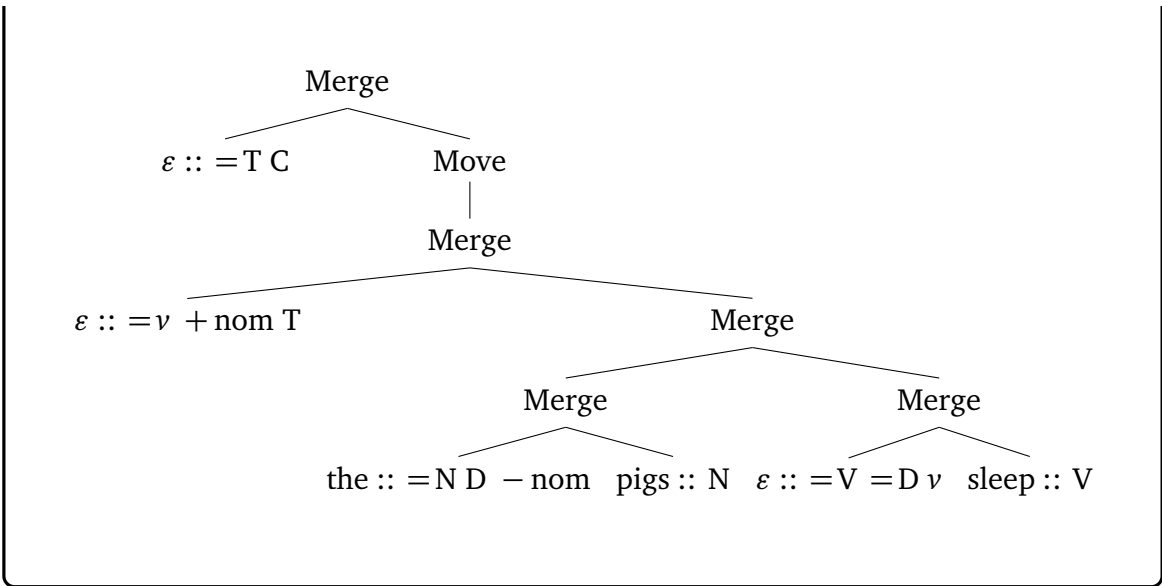 Merge
ε :: =T C Move
Merge
ε :: =v +nom T Merge
Merge Merge
the :: =N D −nom pigs :: N ε :: =V =D v sleep :: V